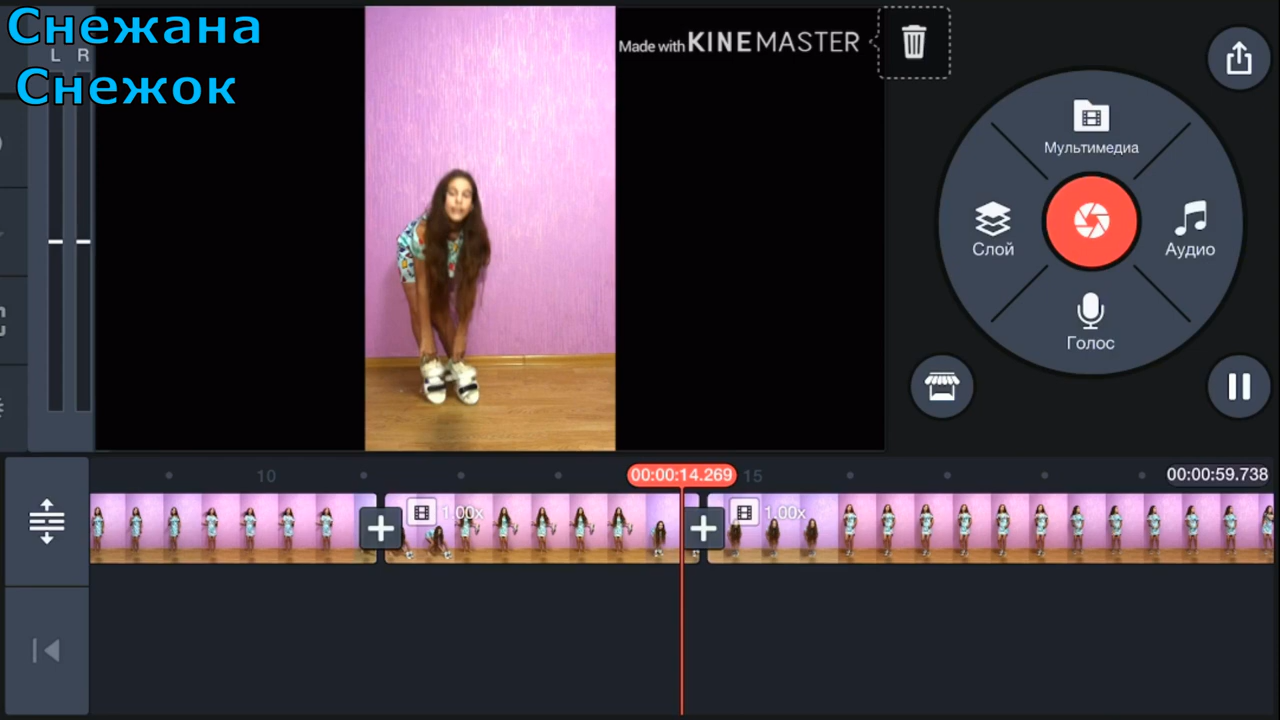 Снежана
L R
Снежок
Made with KINEMASTER
Мультимедиа
Слой
Аудио
Голос
10
00:00:14.269
15
00:00:59.738
1.00x
1.00x